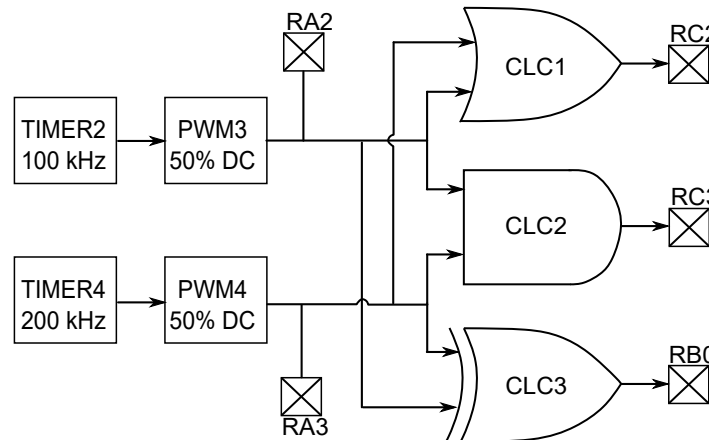 RA2
RC2
CLC1
TIMER2
100 kHz
PWM3
50% DC
RC3
CLC2
TIMER4
200 kHz
PWM4
50% DC
RB0
CLC3
RA3